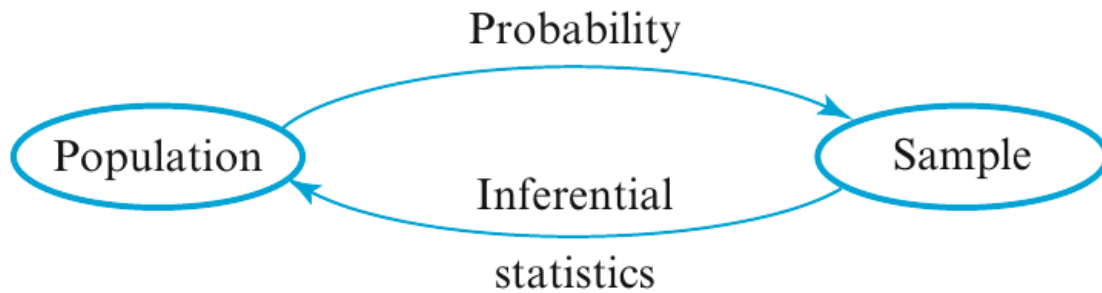 Probability
Population
Sample
Inferential
statistics